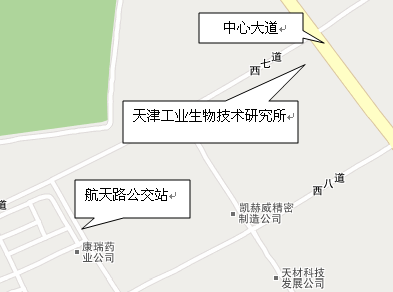 中心大道
西七道
天津工业生物技术研究所
西八道
道
航天路公交站
凯赫威精密
制造公司
康瑞药
业公司
天材科技
发展公司